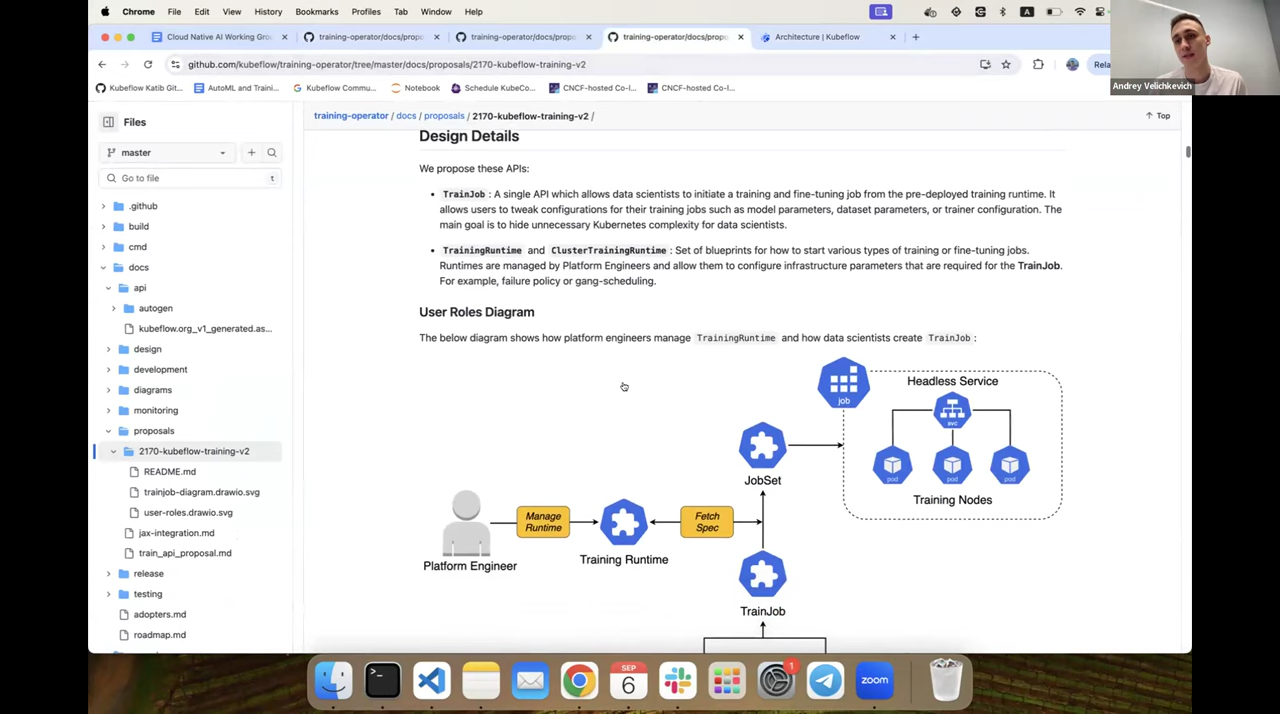 Chrome File Edit View History Bookmarks Profiles Tab Window Help
Cloud Native AI Working Gro training-operator/docs/propo training-operator/docs/propo training-operator/docs/propo Architecture | Kubeflow
github.com/kubeflow/training-operator/tree/master/docs/proposals/2170-kubeflow-training-v2
Rela
Andrey Velichkevich
Kubeflow Katib Git... AutoML and Traini... Kubeflow Commu... Notebook Schedule KubeCo... CNCF-hosted Co-l... CNCF-hosted Co-l...
Files
master
Go to file
t
.github
build
cmd
docs
api
autogen
kubeflow.org_v1_generated.as...
design
development
diagrams
monitoring
proposals
2170-kubeflow-training-v2
README.md
trainjob-diagram.drawio.svg
user-roles.drawio.svg
jax-integration.md
train_api_proposal.md
release
testing
adopters.md
roadmap.md
training-operator / docs / proposals / 2170-kubeflow-training-v2 /
Top
Design Details
We propose these APIs:
• TrainJob : A single API which allows data scientists to initiate a training and fine-tuning job from the pre-deployed training runtime. It
allows users to tweak configurations for their training jobs such as model parameters, dataset parameters, or trainer configuration. The
main goal is to hide unnecessary Kubernetes complexity for data scientists.
• TrainingRuntime and ClusterTrainingRuntime : Set of blueprints for how to start various types of training or fine-tuning jobs.
Runtimes are managed by Platform Engineers and allow them to configure infrastructure parameters that are required for the TrainJob.
For example, failure policy or gang-scheduling.
User Roles Diagram
The below diagram shows how platform engineers manage TrainingRuntime and how data scientists create TrainJob :
job
Headless Service
svc
pod pod pod
Training Nodes
JobSet
Platform Engineer
Manage
Runtime
Training Runtime
Fetch
Spec
TrainJob
SEP
6
1
zoom